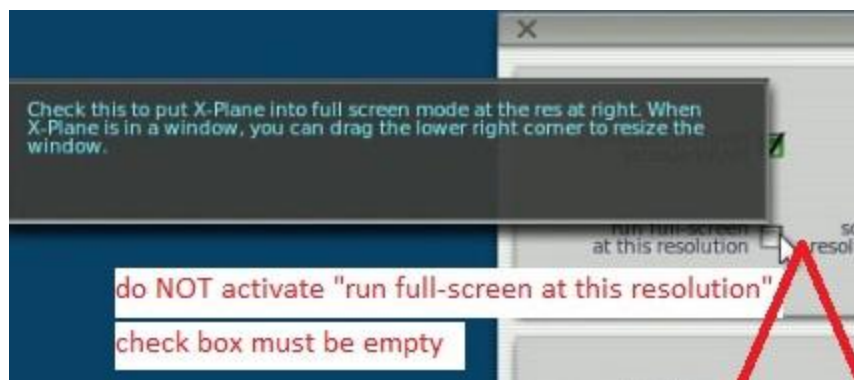 Check this to put X-Plane into full screen mode at the res at right. When
X-Plane is in a window, you can drag the lower right corner to resize the
window.
run full-screen
at this resolution
do NOT activate "run full-screen at this resolution"
check box must be empty